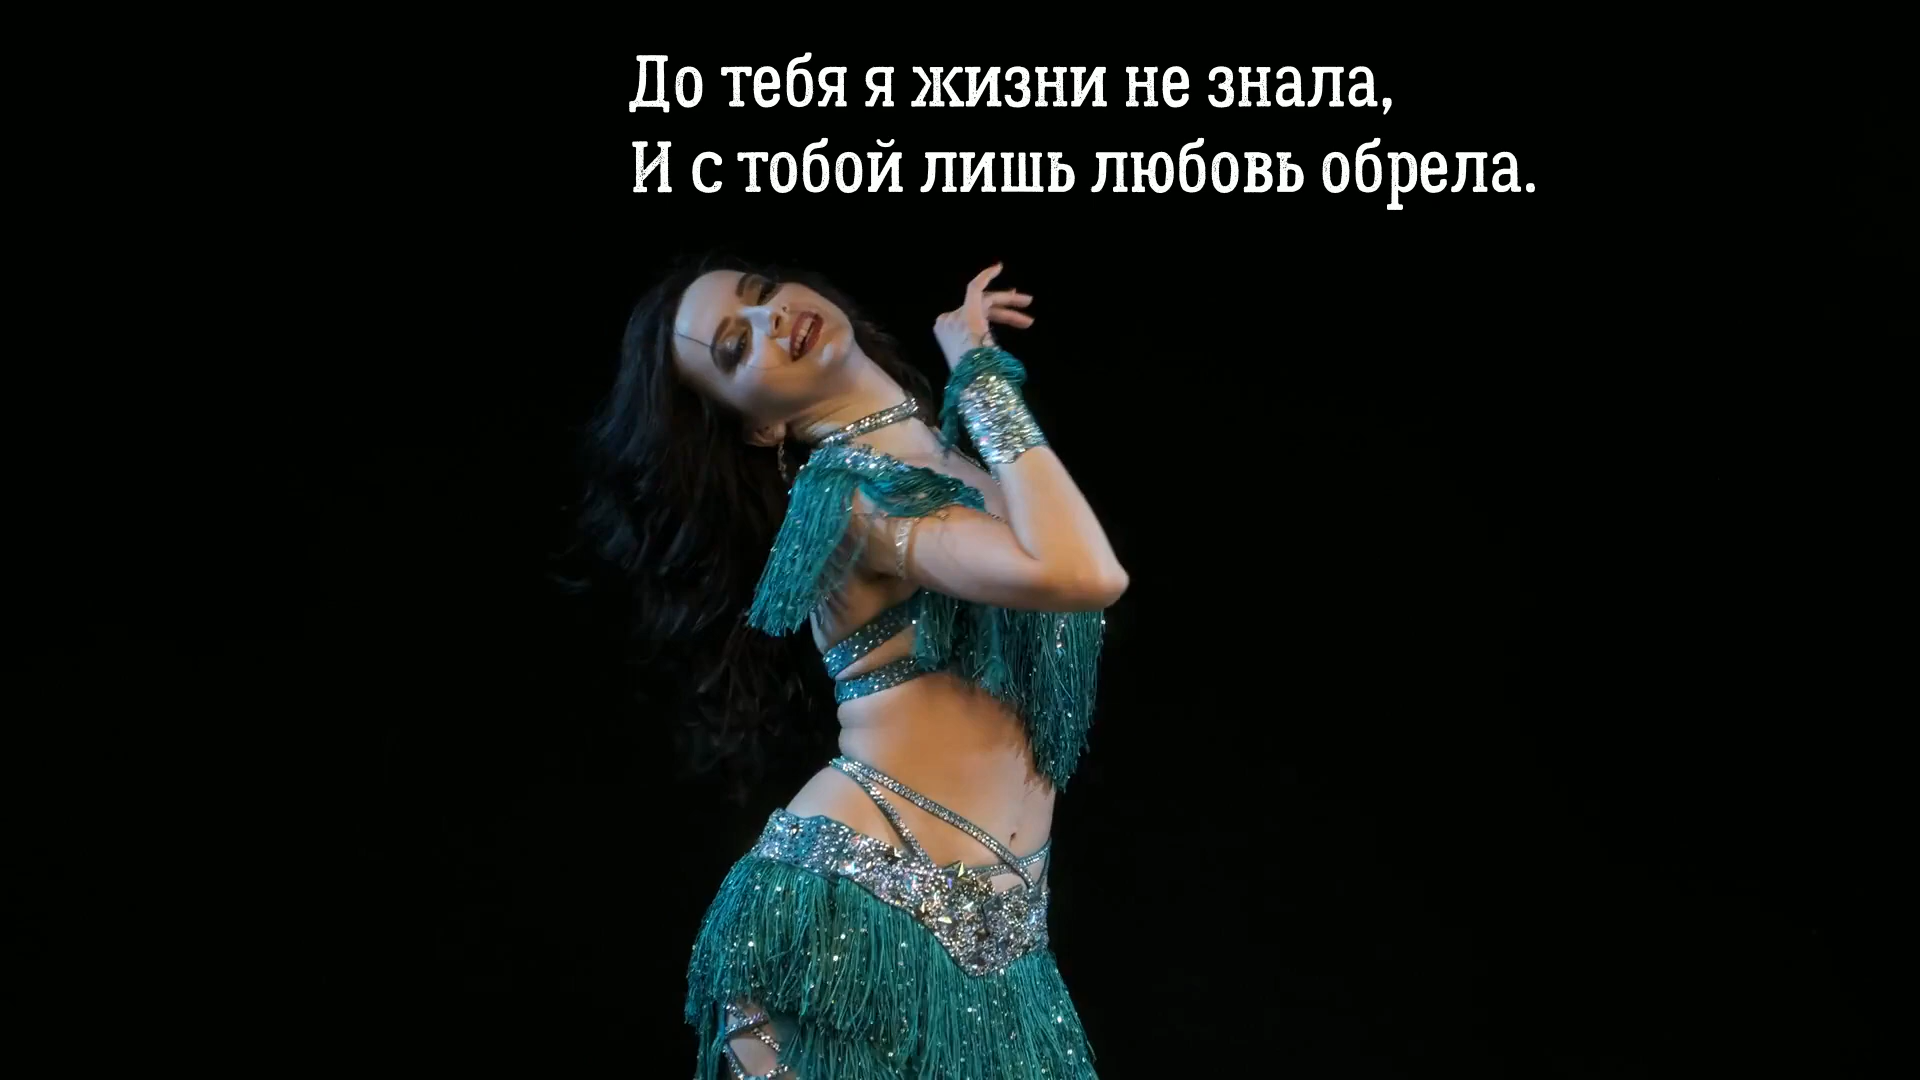 До тебя я жизни не знала,
И с тобой лишь любовь обрела.